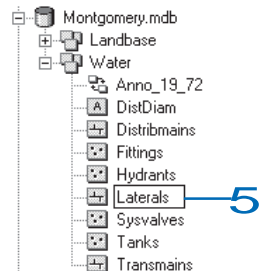 Montgomery.mdb
Landbase
Water
Anno_19_72
A DistDiam
Distribmains
Fittings
Hydrants
Laterals 5
Sysvalves
Tanks
Transmains